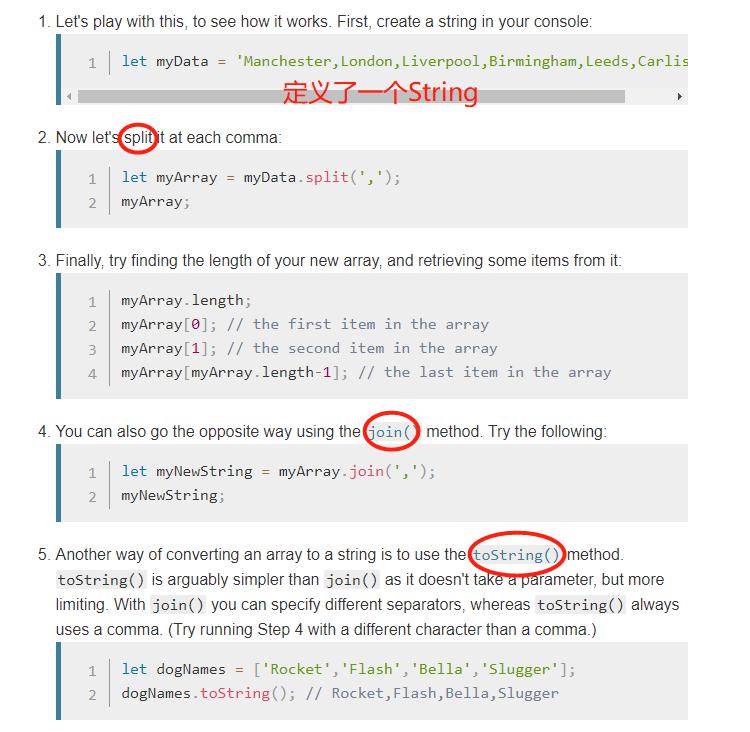 1. Let's play with this, to see how it works. First, create a string in your console:
1 let myData = 'Manchester,London,Liverpool,Birmingham,Leeds,Carlis
定义了一个String
2. Now let's split it at each comma:
1 let myArray = myData.split(',');
2 myArray;
3. Finally, try finding the length of your new array, and retrieving some items from it:
1 myArray.length;
2 myArray[0]; // the first item in the array
3 myArray[1]; // the second item in the array
4 myArray[myArray.length-1]; // the last item in the array
4. You can also go the opposite way using the join() method. Try the following:
1 let myNewString = myArray.join(',');
2 myNewString;
5. Another way of converting an array to a string is to use the toString() method.
toString() is arguably simpler than join() as it doesn't take a parameter, but more
limiting. With join() you can specify different separators, whereas toString() always
uses a comma. (Try running Step 4 with a different character than a comma.)
1 let dogNames = ['Rocket','Flash','Bella','Slugger'];
2 dogNames.toString(); // Rocket,Flash,Bella,Slugger